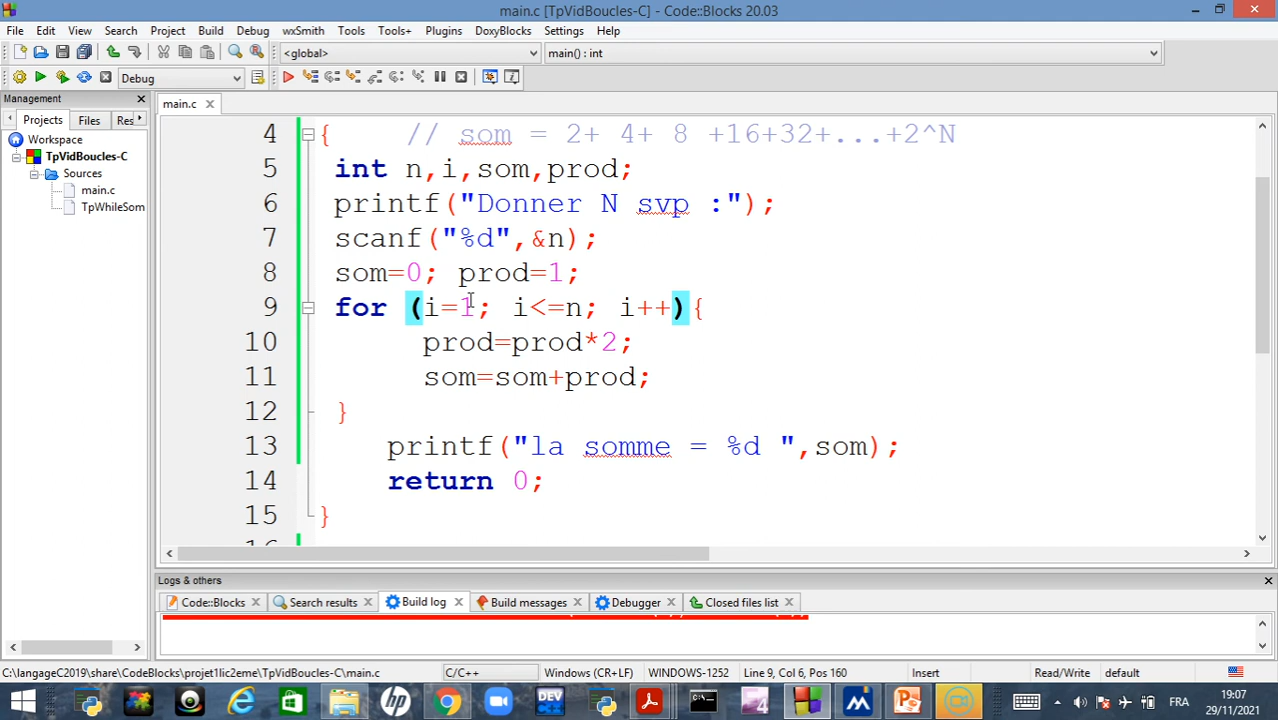 main.c [TpVidBoucles-C] - Code::Blocks 20.03
File Edit View Search Project Build Debug wxSmith Tools Tools+ Plugins DoxyBlocks Settings Help
<global> main() : int
Debug
Management
Projects Files Res
Workspace
TpVidBoucles-C
Sources
main.c
TpWhileSom
main.c
4 { // som = 2+ 4+ 8 +16+32+...+2^N
5 int n,i,som,prod;
6 printf("Donner N svp :");
7 scanf("%d",&n);
8 som=0; prod=1;
9 for (i=1; i<=n; i++){
10 prod=prod*2;
11 som=som+prod;
12 }
13 printf("la somme = %d ",som);
14 return 0;
15 }
Logs & others
Code::Blocks Search results Build log Build messages Debugger Closed files list
C:\langageC2019\share\CodeBlocks\projet1lic2eme\TpVidBoucles-C\main.c C/C++ Windows (CR+LF) WINDOWS-1252 Line 9, Col 6, Pos 160 Insert Read/Write default
hp DEV 4 FRA 19:07
29/11/2021